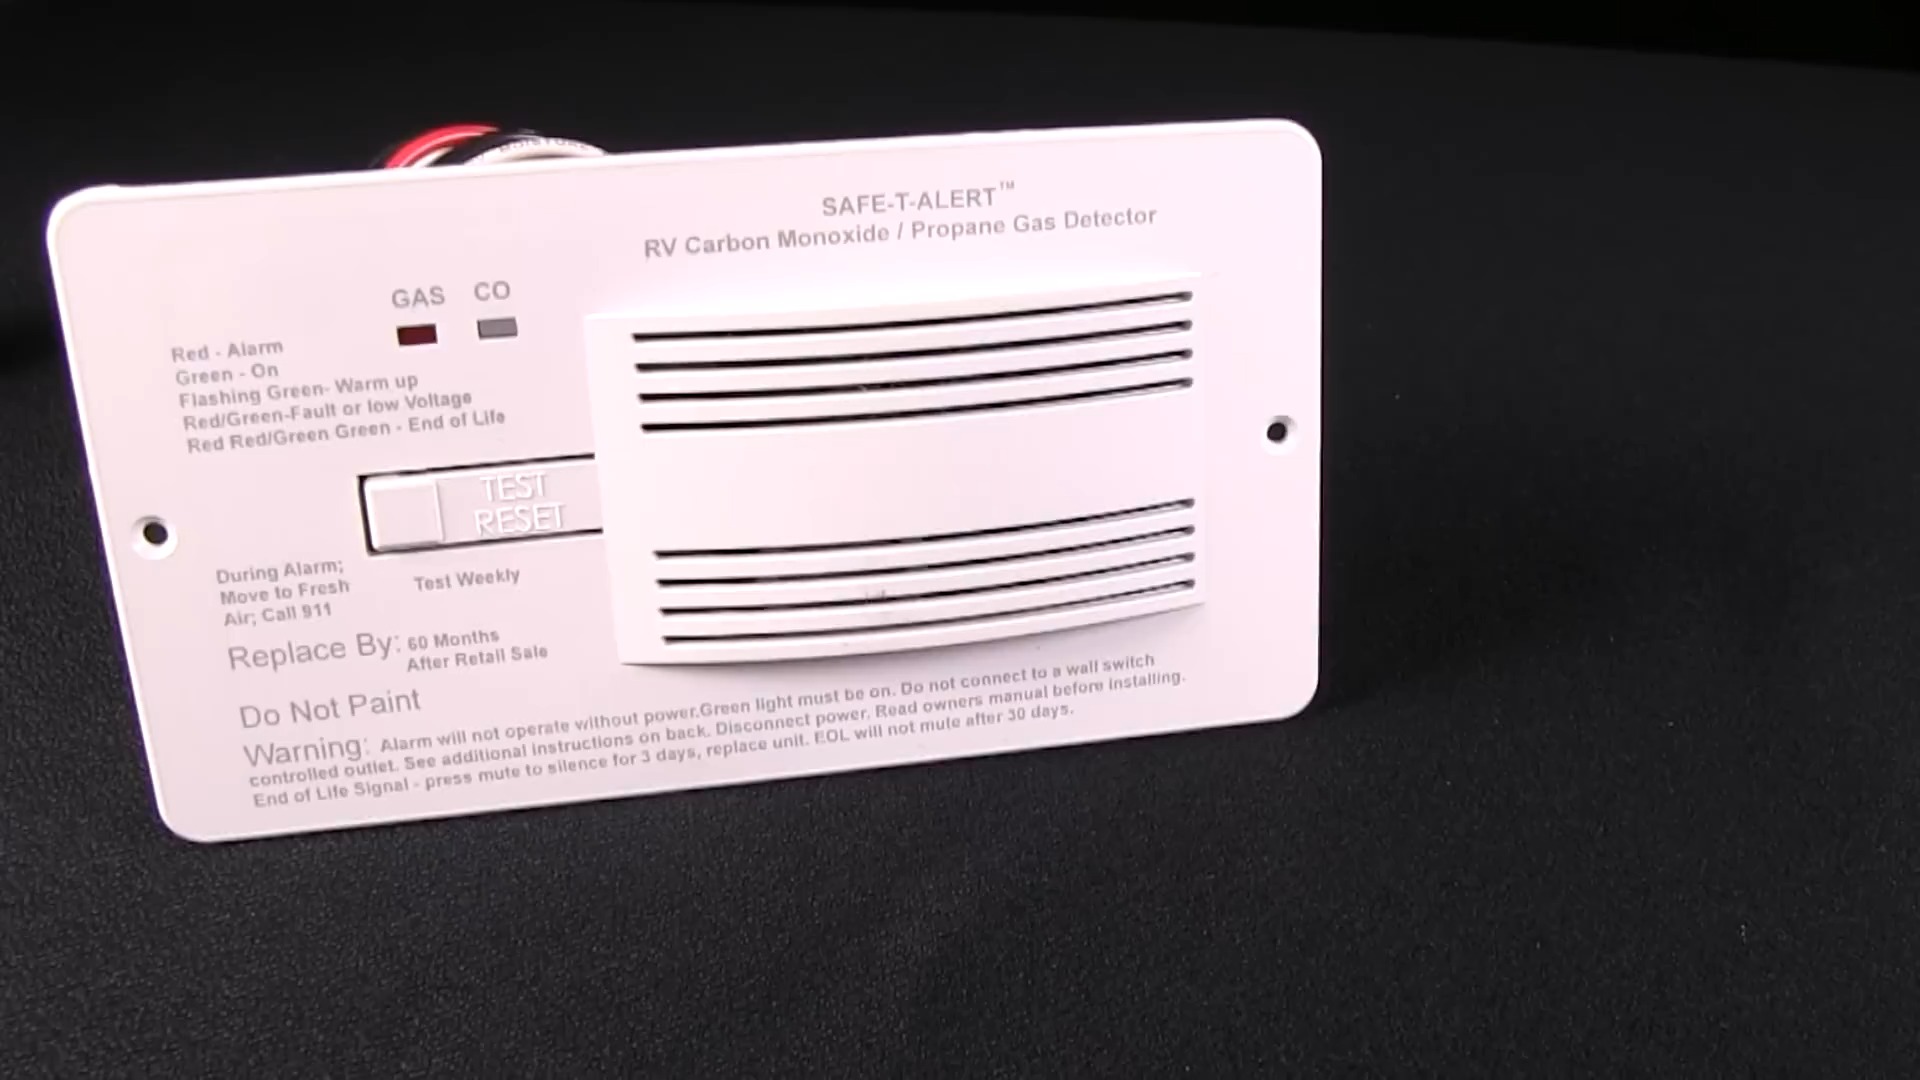 SAFE-T-ALERT™
RV Carbon Monoxide / Propane Gas Detector
GAS CO
Red - Alarm
Green - On
Flashing Green- Warm up
Red/Green-Fault or low Voltage
Red Red/Green Green - End of Life
TEST
RESET
During Alarm;
Move to Fresh
Air; Call 911
Test Weekly
Replace By: 60 Months
After Retail Sale
Do Not Paint
Warning: Alarm will not operate without power.Green light must be on. Do not connect to a wall switch
controlled outlet. See additional instructions on back. Disconnect power. Read owners manual before installing.
End of Life Signal - press mute to silence for 3 days, replace unit. EOL will not mute after 30 days.